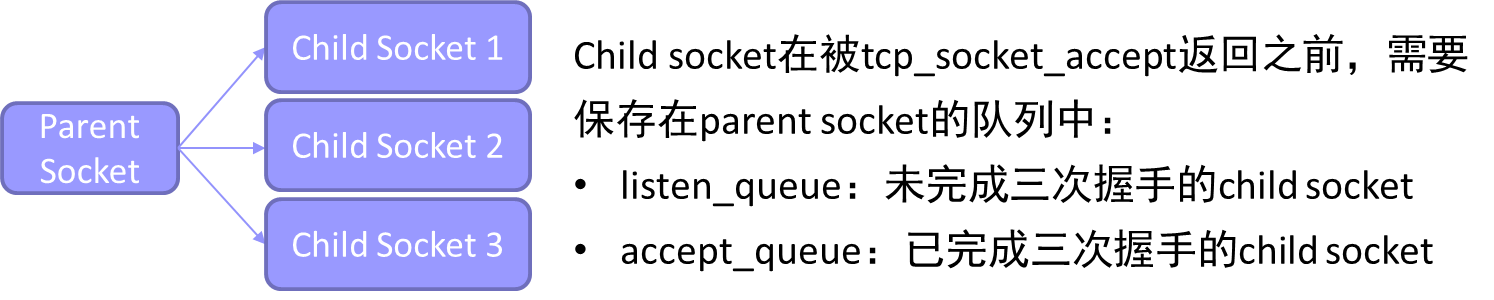 Parent
Socket
Child Socket 1
Child Socket 2
Child Socket 3
Child socket在被tcp_socket_accept返回之前，需要
保存在parent socket的队列中：
• listen_queue：未完成三次握手的child socket
• accept_queue：已完成三次握手的child socket